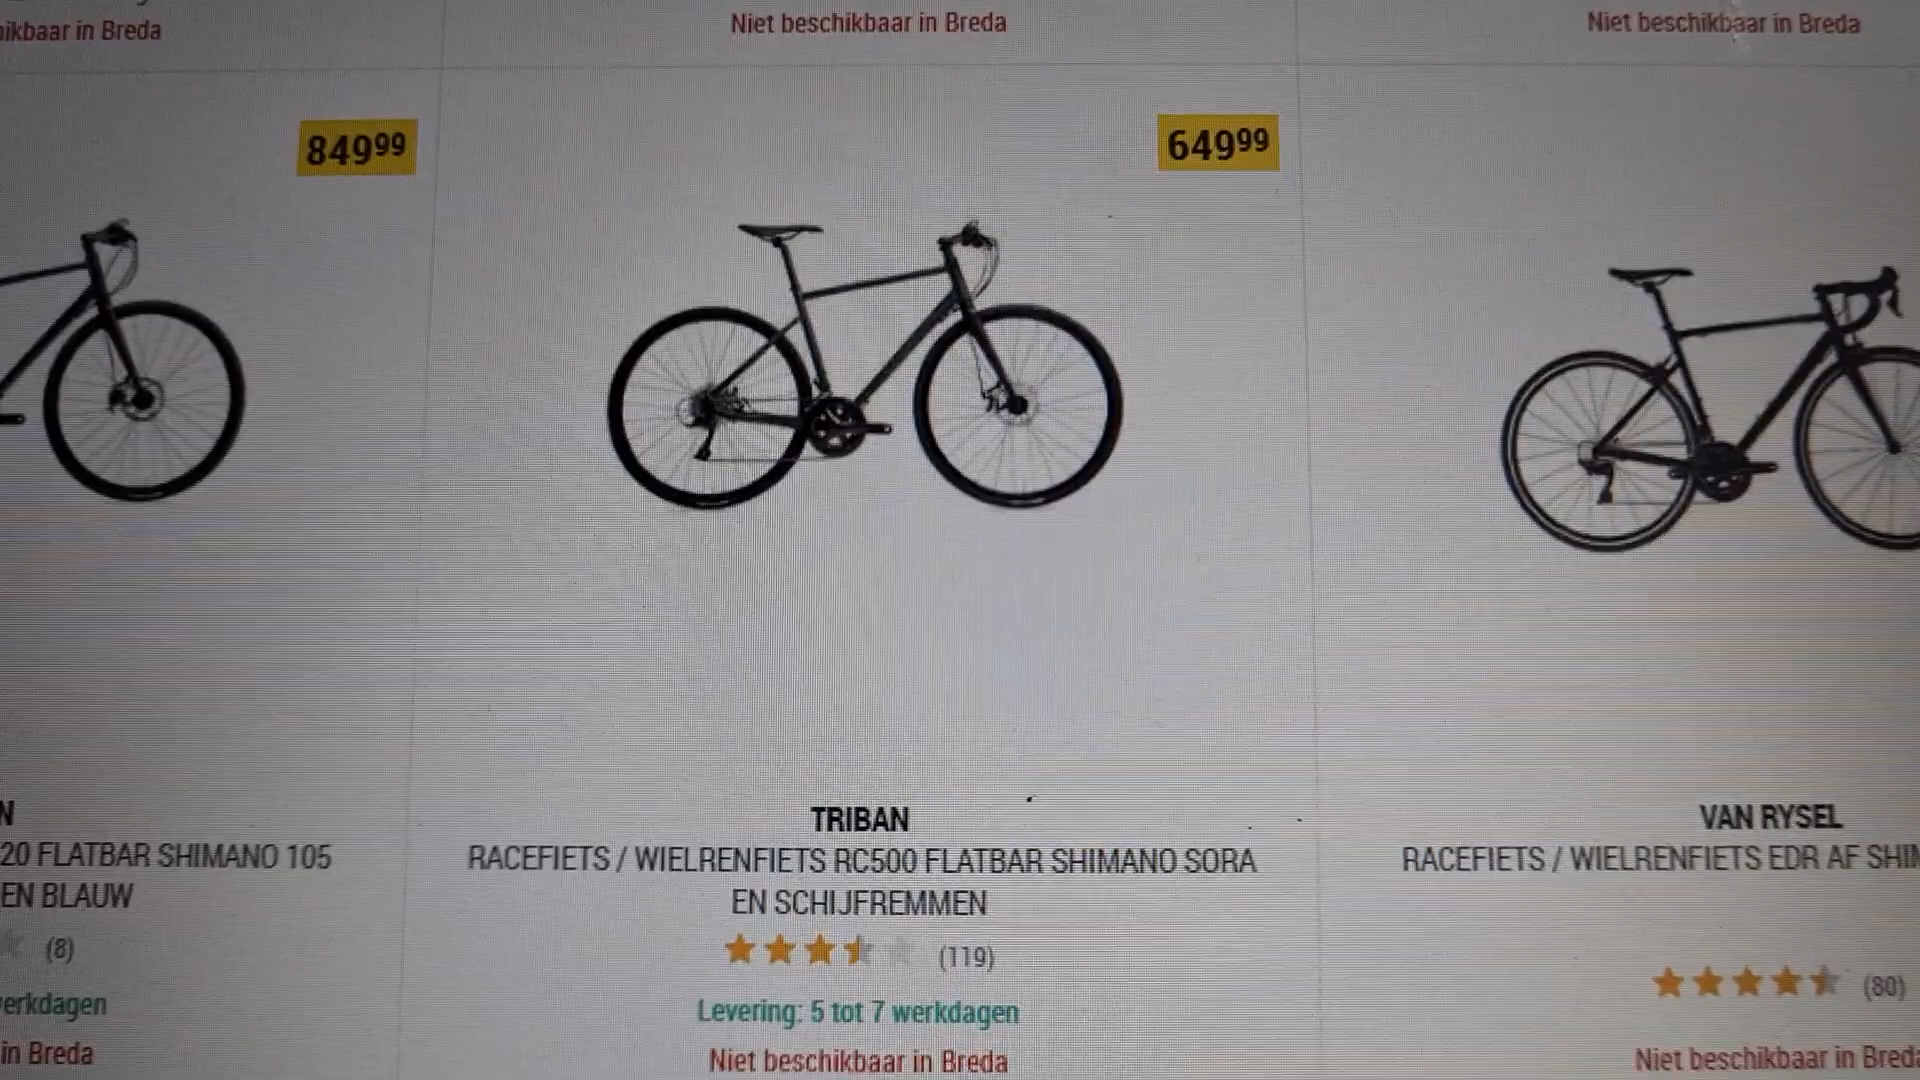 ikbaar in Breda
Niet beschikbaar in Breda
Niet beschikbaar in Breda
84999
64999
N
20 FLATBAR SHIMANO 105
EN BLAUW
(8)
werkdagen
in Breda
TRIBAN
RACEFIETS / WIELRENFIETS RC500 FLATBAR SHIMANO SORA
EN SCHIJFREMMEN
(119)
Levering: 5 tot 7 werkdagen
Niet beschikbaar in Breda
VAN RYSEL
RACEFIETS / WIELRENFIETS EDR AF SHIM
(80)
Niet beschikbaar in Breda